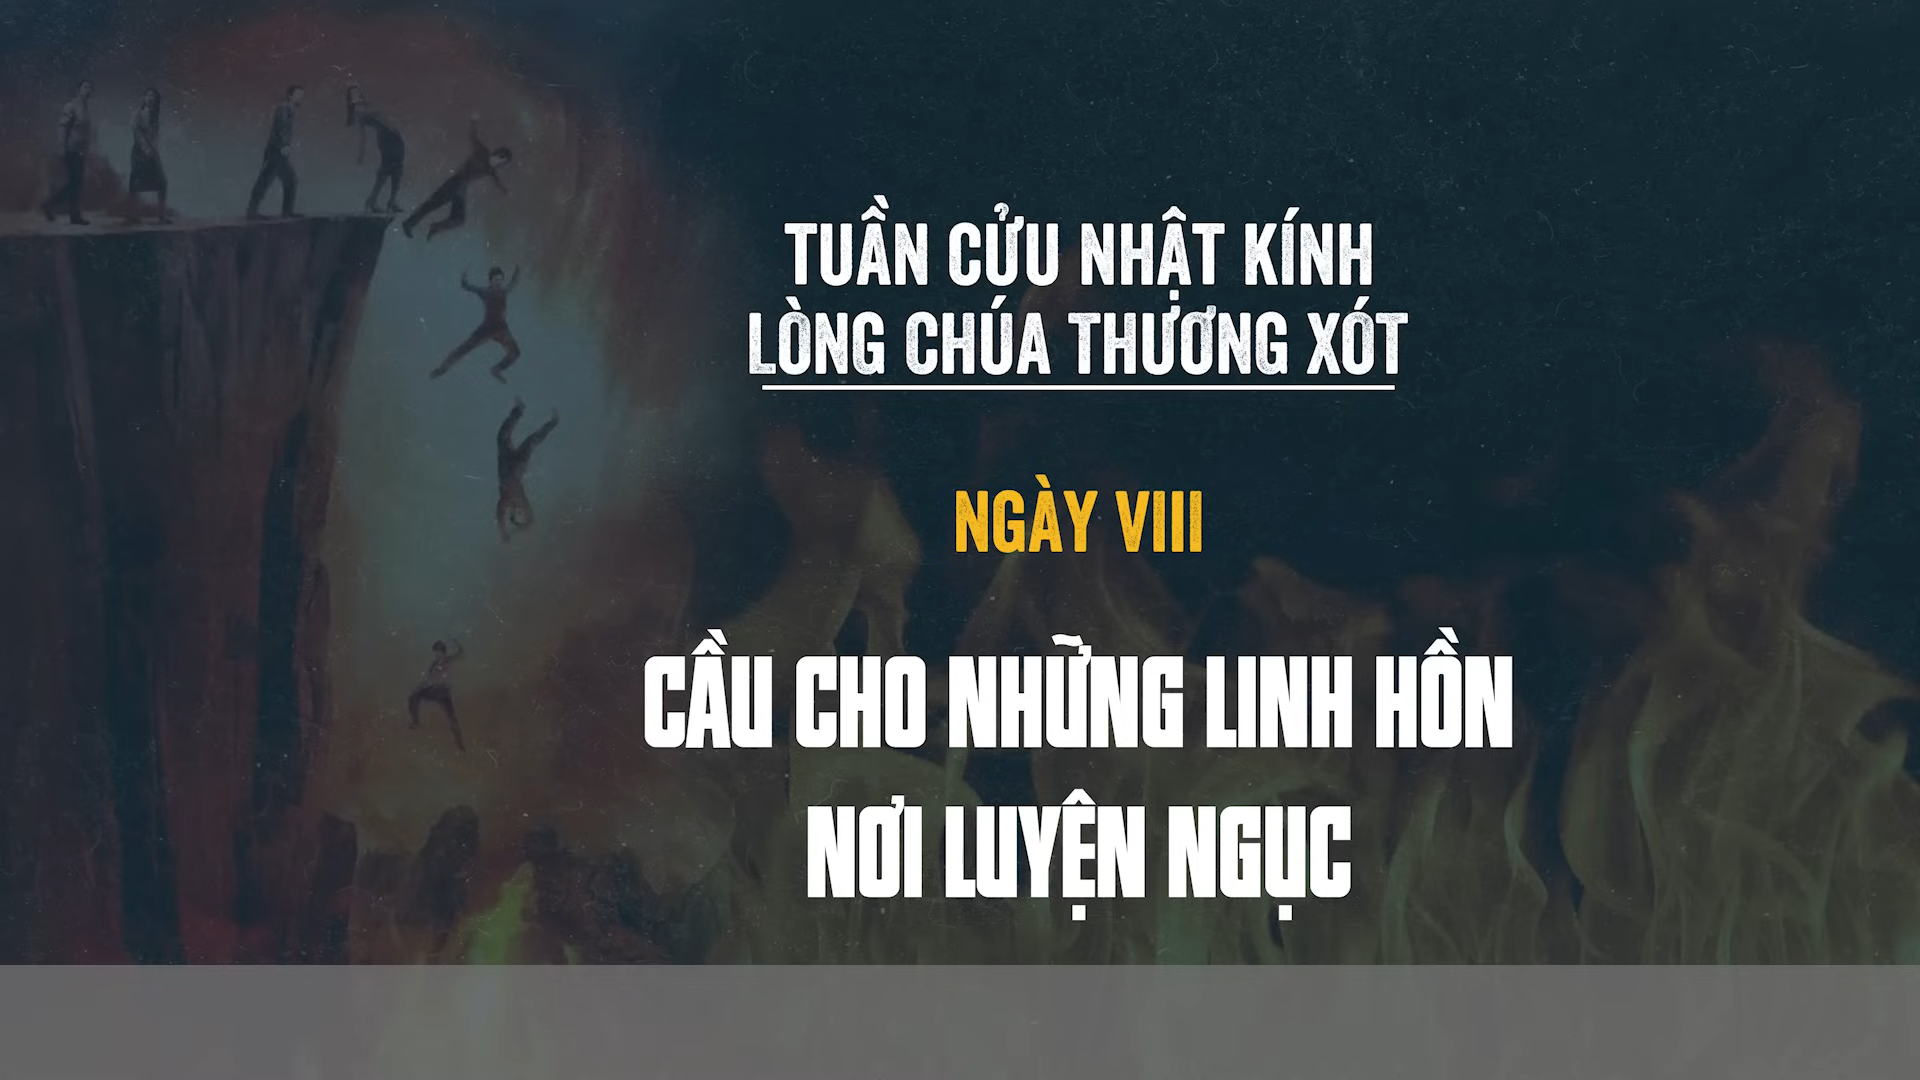 TUẦN CỬU NHẬT KÍNH
LÒNG CHÚA THƯƠNG XÓT
NGÀY VIII
CẦU CHO NHỮNG LINH HỒN
NƠI LUYỆN NGỤC